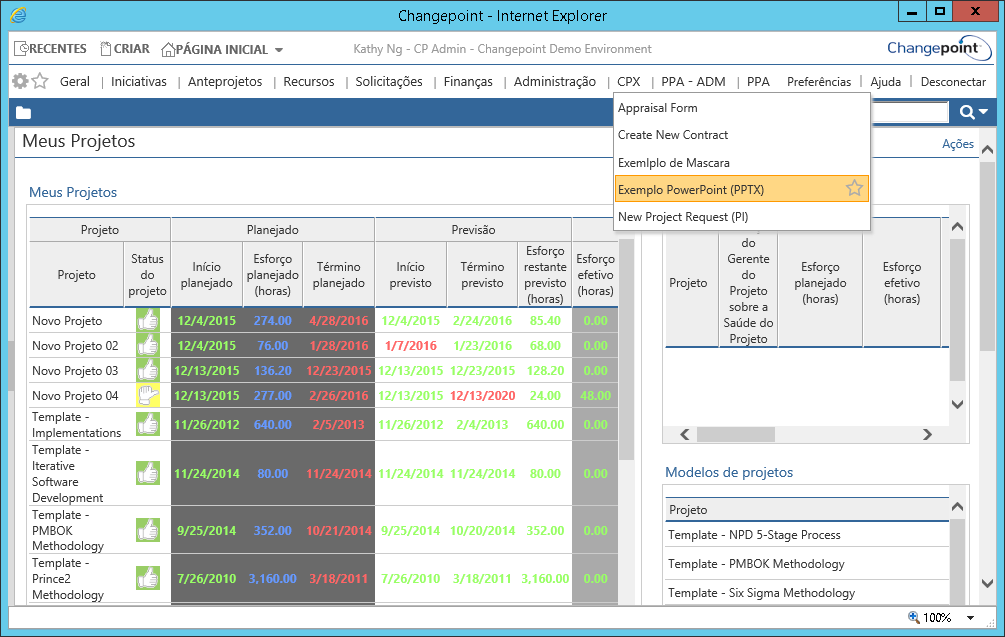 Changepoint - Internet Explorer
RECENTES CRIAR PÁGINA INICIAL Kathy Ng - CP Admin - Changepoint Demo Environment Changepoint
Geral | Iniciativas | Anteprojetos | Recursos | Solicitações | Finanças | Administração | CPX | PPA - ADM | PPA Preferências | Ajuda | Desconectar
Appraisal Form
Create New Contract
Exemlplo de Mascara
Exemplo PowerPoint (PPTX)
New Project Request (PI)
Meus Projetos
Ações
Meus Projetos
Projeto Planejado Previsão
Projeto
Status
do
projeto
Início
planejado
Esforço
planejado
(horas)
Término
planejado
Início
previsto
Término
previsto
Esforço
restante
previsto
(horas)
Esforço
efetivo
(horas)
Novo Projeto 12/4/2015 274.00 4/28/2016 12/4/2015 2/24/2016 85.40 0.00
Novo Projeto 02 12/4/2015 76.00 1/28/2016 1/7/2016 1/23/2016 68.00 0.00
Novo Projeto 03 12/13/2015 136.20 12/23/2015 12/13/2015 12/23/2015 128.20 0.00
Novo Projeto 04 12/13/2015 277.00 2/26/2016 12/13/2015 12/13/2020 24.00 48.00
Template -
Implementations 11/26/2012 640.00 2/5/2013 11/26/2012 2/4/2013 640.00 0.00
Template -
Iterative
Software
Development 11/24/2014 80.00 11/24/2014 11/24/2014 11/24/2014 80.00 0.00
Template -
PMBOK
Methodology 9/25/2014 352.00 10/21/2014 9/25/2014 10/20/2014 352.00 0.00
Template -
Prince2
Methodology 7/26/2010 3,160.00 3/18/2011 7/26/2010 3/18/2011 3,160.00 0.00
Projeto
do
Gerente
do
Projeto
sobre a
Saúde do
Projeto
Esforço
planejado
(horas)
Esforço
efetivo
(horas)
Modelos de projetos
Projeto
Template - NPD 5-Stage Process
Template - PMBOK Methodology
Template - Six Sigma Methodology
100%